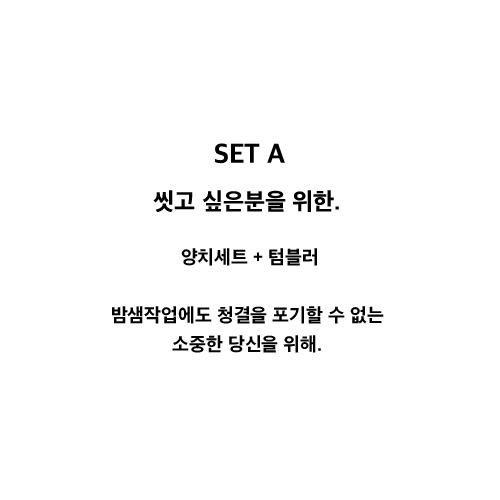 SET A
씻고 싶은분을 위한.
양치세트 + 텀블러
밤샘작업에도 청결을 포기할 수 없는
소중한 당신을 위해.